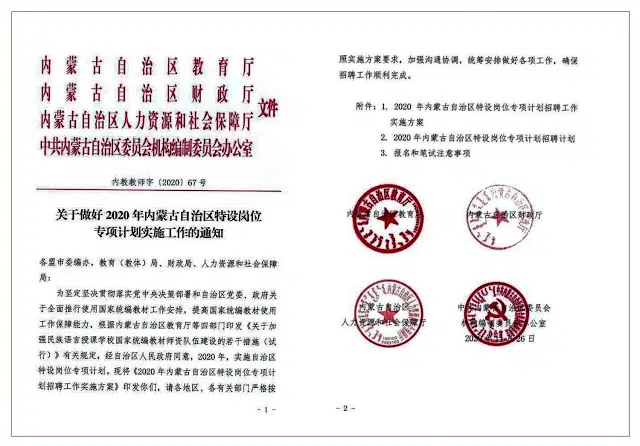 内蒙古自治区教育厅
内蒙古自治区财政厅
内蒙古自治区人力资源和社会保障厅
中共内蒙古自治区委员会机构编制委员会办公室
文件
内教教师字〔2020〕67号
关于做好2020年内蒙古自治区特设岗位
专项计划实施工作的通知
各盟市委编办，教育（教体）局、财政局、人力资源和社会保障
局：
为坚定坚决贯彻落实党中央决策部署和自治区党委、政府关
于全面推行使用国家统编教材工作安排，提高国家统编教材使用
工作保障能力，根据内蒙古自治区教育厅等四部门印发《关于加
强民族语言授课学校国家统编教材师资队伍建设的若干措施（试
行）》有关规定，经自治区人民政府同意，2020年，实施自治区
特设岗位专项计划。现将《2020年内蒙古自治区特设岗位专项计
划招聘工作实施方案》印发你们，请各地区、各有关部门严格按
- 1 -
照实施方案要求，加强沟通协调，统筹安排做好各项工作，确保
招聘工作顺利完成。
附件：1. 2020年内蒙古自治区特设岗位专项计划招聘工作
实施方案
2. 2020年内蒙古自治区特设岗位专项计划招聘计划
3. 报名和笔试注意事项
内蒙古自治区教育厅
内蒙古自治区财政厅
内蒙古自治区
人力资源和社会保障厅
中共内蒙古自治区委员会
机构编制委员会办公室
- 2 -